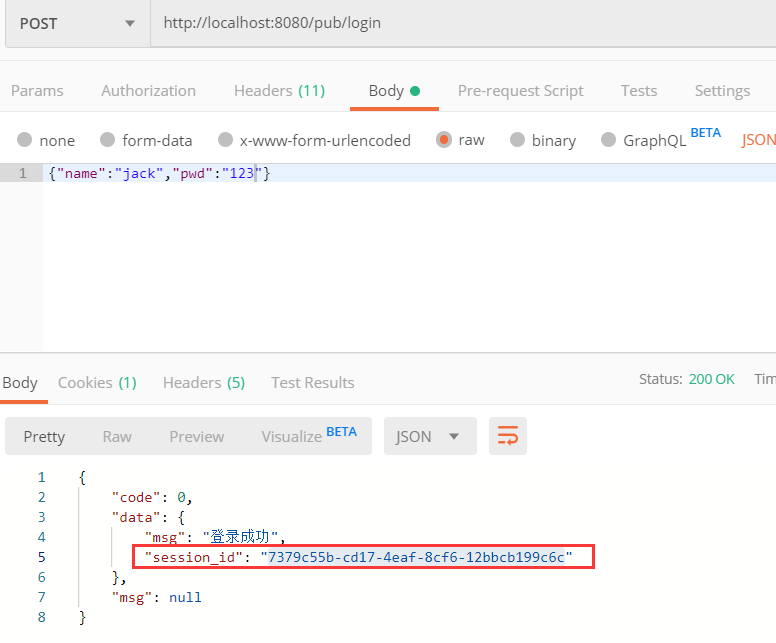 POST http://localhost:8080/pub/login
Params Authorization Headers (11) Body Pre-request Script Tests Settings
none form-data x-www-form-urlencoded raw binary GraphQL BETA JSON
1 {"name":"jack","pwd":"123"}
Body Cookies (1) Headers (5) Test Results Status: 200 OK
Pretty Raw Preview Visualize BETA JSON
1 {
2 "code": 0,
3 "data": {
4 "msg": "登录成功",
5 "session_id": "7379c55b-cd17-4eaf-8cf6-12bbcb199c6c"
6 },
7 "msg": null
8 }